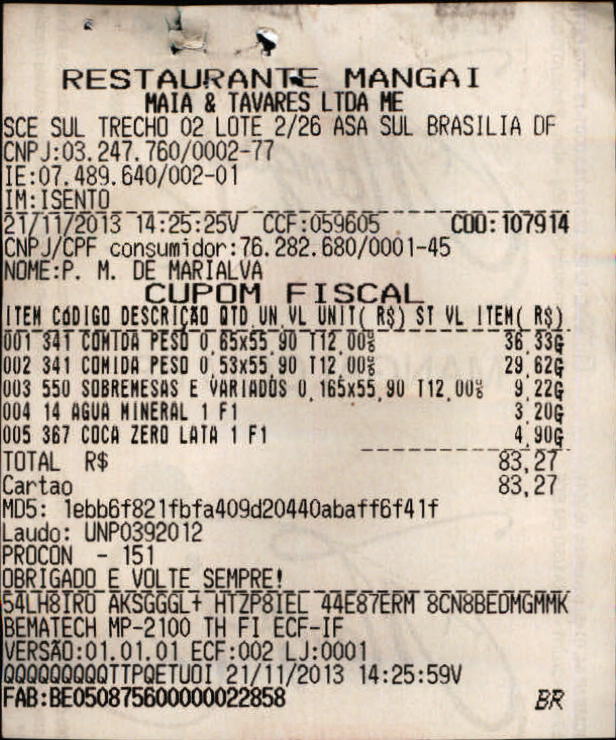 RESTAURANTE MANGAI
MAIA & TAVARES LTDA ME
SCE SUL TRECHO 02 LOTE 2/26 ASA SUL BRASILIA DF
CNPJ:03.247.760/0002-77
IE:07.489.640/002-01
IM:ISENTO
21/11/2013 14:25:25V CCF:059605 COO:107914
CNPJ/CPF consumidor:76.282.680/0001-45
NOME:P. M. DE MARIALVA
CUPOM FISCAL
ITEM CÓDIGO DESCRIÇÃO QTD UN VL UNIT( R$) ST VL ITEM( R$)
001 341 COMIDA PESO 0,65x55,90 T12,00% 36,33G
002 341 COMIDA PESO 0,53x55,90 T12,00% 29,62G
003 550 SOBREMESAS E VARIADOS 0,165x55,90 T12,00% 9,22G
004 14 AGUA MINERAL 1 F1 3,20G
005 367 COCA ZERO LATA 1 F1 4,90G
TOTAL R$ 83,27
Cartao 83,27
MD5: 1ebb6f821fbfa409d20440abaff6f41f
Laudo: UNP0392012
PROCON - 151
OBRIGADO E VOLTE SEMPRE!
54LH8IRO AKSGGGL+ HTZP8IEL 44E87ERM 8CN8BEDMGMMK
BEMATECH MP-2100 TH FI ECF-IF
VERSÃO:01.01.01 ECF:002 LJ:0001
QQQQQQQQQTTPQETUOI 21/11/2013 14:25:59V
FAB:BE050875600000022858 BR